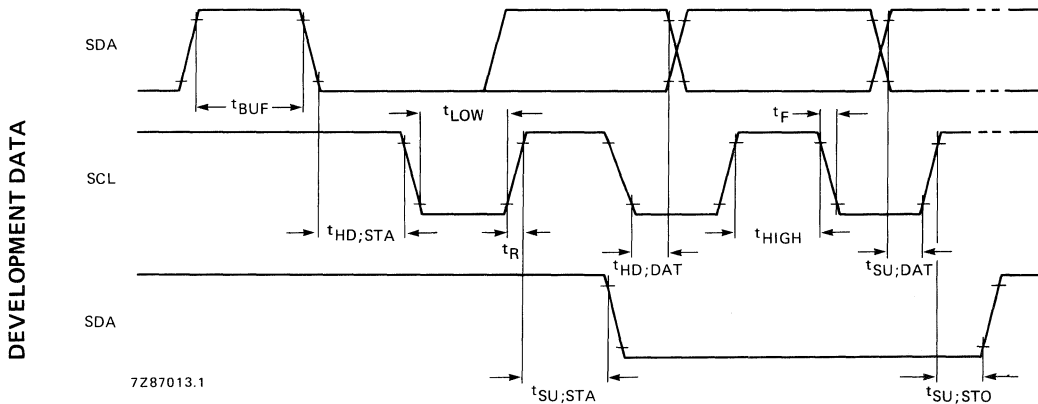 DEVELOPMENT DATA
SDA
tBUF
tLOW
tF
SCL
tHD;STA
tR
tHD;DAT
tHIGH
tSU;DAT
SDA
7Z87013.1
tSU;STA
tSU;STO